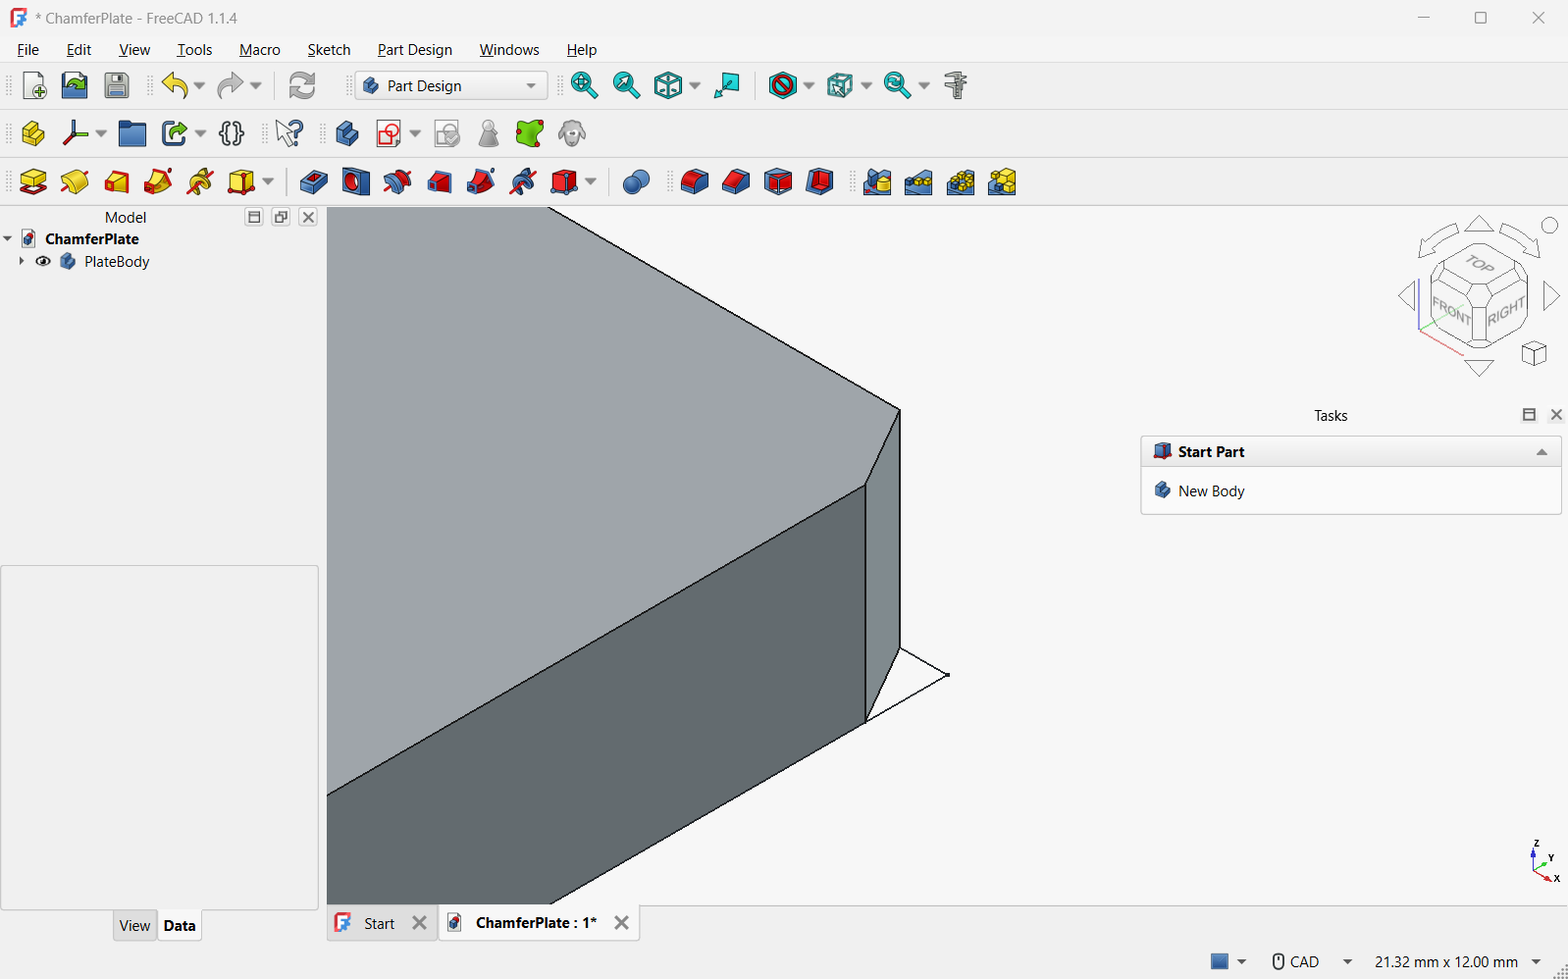 * ChamferPlate - FreeCAD 1.1.4
File Edit View Tools Macro Sketch Part Design Windows Help
Part Design
Model
ChamferPlate
PlateBody
TOP
FRONT
RIGHT
Tasks
Start Part
New Body
Z
Y
X
View Data
Start
ChamferPlate : 1*
CAD
21.32 mm x 12.00 mm